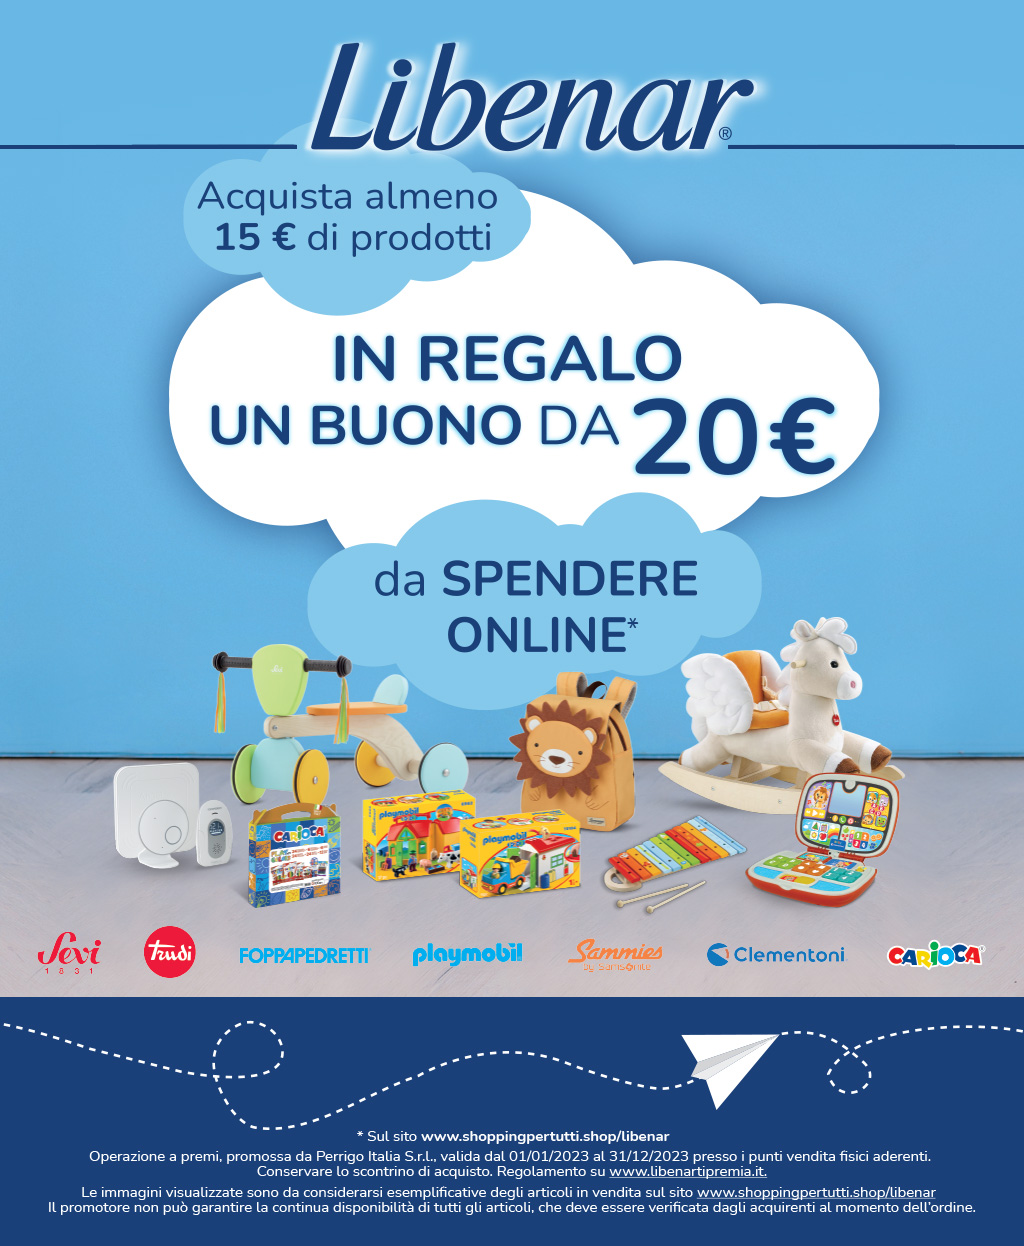 Libenar®
Acquista almeno
15 € di prodotti
IN REGALO
UN BUONO DA 20€
da SPENDERE
ONLINE*
CARIOCA
playmobil
playmobil
Sevi
1831
Trudi
FOPPAPEDRETTI
playmobil
Sammies
by Samsonite
Clementoni
CARIOCA
* Sul sito www.shoppingpertutti.shop/libenar
Operazione a premi, promossa da Perrigo Italia S.r.l., valida dal 01/01/2023 al 31/12/2023 presso i punti vendita fisici aderenti.
Conservare lo scontrino di acquisto. Regolamento su www.libenartipremia.it.
Le immagini visualizzate sono da considerarsi esemplificative degli articoli in vendita sul sito www.shoppingpertutti.shop/libenar
Il promotore non può garantire la continua disponibilità di tutti gli articoli, che deve essere verificata dagli acquirenti al momento dell'ordine.